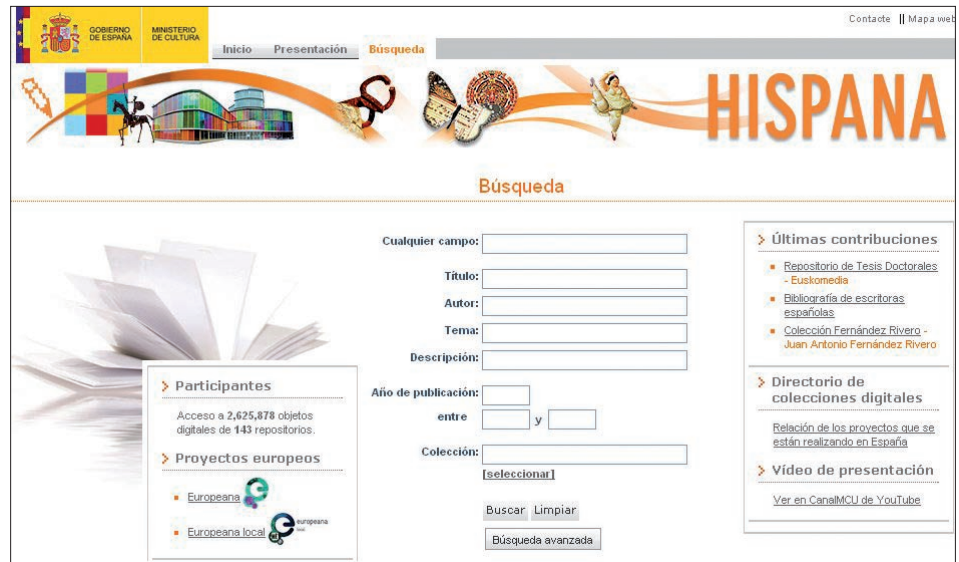 Contacte || Mapa web
GOBIERNO DE ESPAÑA
MINISTERIO DE CULTURA
Inicio Presentación Búsqueda
HISPANA
Búsqueda
Cualquier campo:
Título:
Autor:
Tema:
Descripción:
Año de publicación:
entre y
Colección:
[seleccionar]
Buscar Limpiar
Búsqueda avanzada
Participantes
Acceso a 2,625,878 objetos
digitales de 143 repositorios.
Proyectos europeos
Europeana
Europeana local
europeana
Últimas contribuciones
Repositorio de Tesis Doctorales
- Euskomedia
Bibliografía de escritoras
españolas
Colección Fernández Rivero -
Juan Antonio Fernández Rivero
Directorio de
colecciones digitales
Relación de los proyectos que se
están realizando en España
Vídeo de presentación
Ver en CanalMCU de YouTube